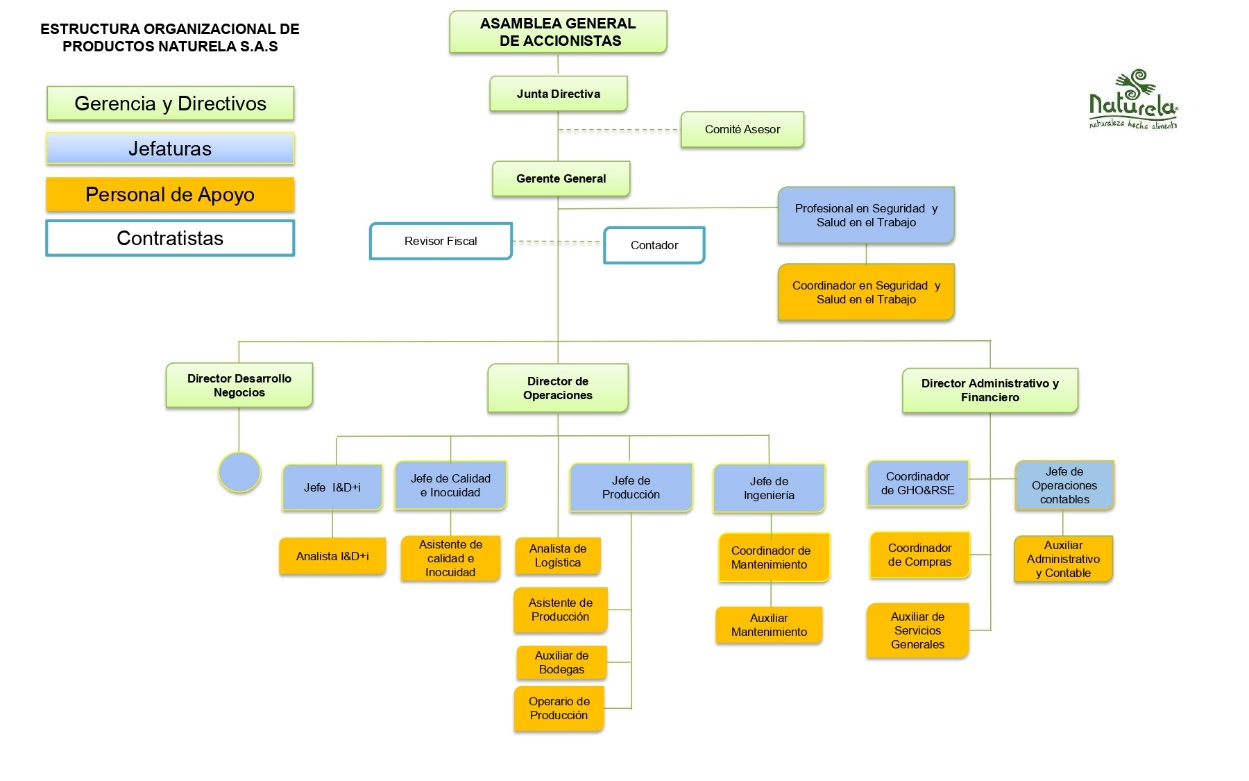 ESTRUCTURA ORGANIZACIONAL DE
PRODUCTOS NATURELA S.A.S
ASAMBLEA GENERAL
DE ACCIONISTAS
Gerencia y Directivos
Jefaturas
Personal de Apoyo
Contratistas
Naturela
naturaleza hecha alimento
Junta Directiva
Comité Asesor
Gerente General
Profesional en Seguridad y
Salud en el Trabajo
Revisor Fiscal
Contador
Coordinador en Seguridad y
Salud en el Trabajo
Director Desarrollo
Negocios
Director de
Operaciones
Director Administrativo y
Financiero
Jefe I&D+i
Jefe de Calidad
e Inocuidad
Jefe de
Producción
Jefe de
Ingeniería
Coordinador
de GHO&RSE
Jefe de
Operaciones
contables
Analista I&D+i
Asistente de
calidad e
Inocuidad
Analista de
Logística
Coordinador de
Mantenimiento
Coordinador
de Compras
Auxiliar
Administrativo
y Contable
Asistente de
Producción
Auxiliar
Mantenimiento
Auxiliar de
Servicios
Generales
Auxiliar de
Bodegas
Operario de
Producción